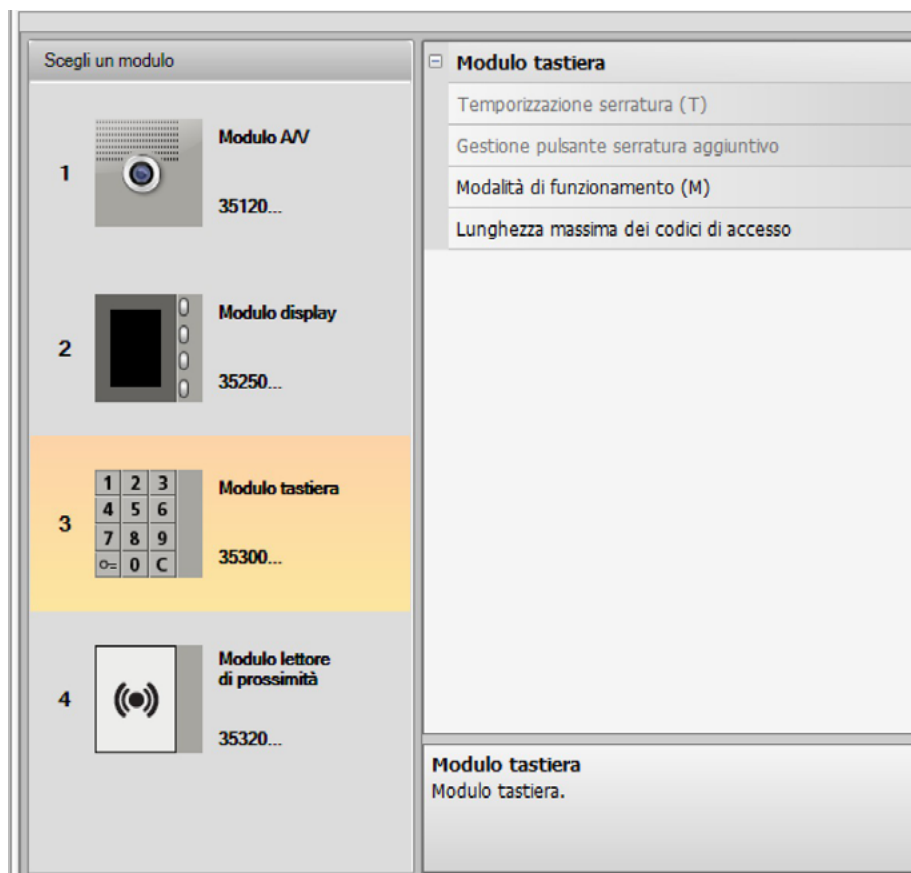 Scegli un modulo
1
Modulo A/V
35120...
2
Modulo display
35250...
3
1 2 3
4 5 6
7 8 9
0 C
Modulo tastiera
35300...
4
Modulo lettore
di prossimità
35320...
Modulo tastiera
Temporizzazione serratura (T)
Gestione pulsante serratura aggiuntivo
Modalità di funzionamento (M)
Lunghezza massima dei codici di accesso
Modulo tastiera
Modulo tastiera.